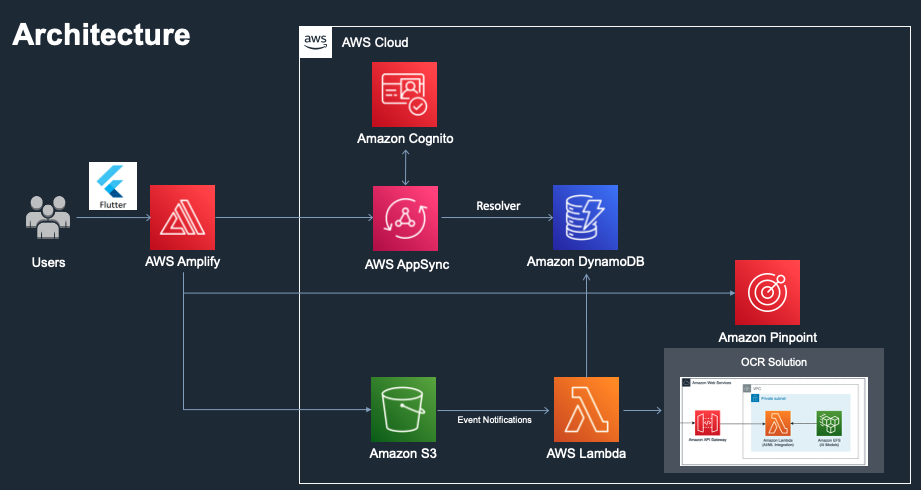 Architecture
aws
AWS Cloud
Amazon Cognito
Flutter
Resolver
Users
AWS Amplify
AWS AppSync
Amazon DynamoDB
Amazon Pinpoint
OCR Solution
Amazon Web Services
VPC
Private subnet
Amazon API Gateway
Amazon Lambda
(AI/ML Integration)
Amazon EFS
(AI Models)
Event Notifications
Amazon S3
AWS Lambda